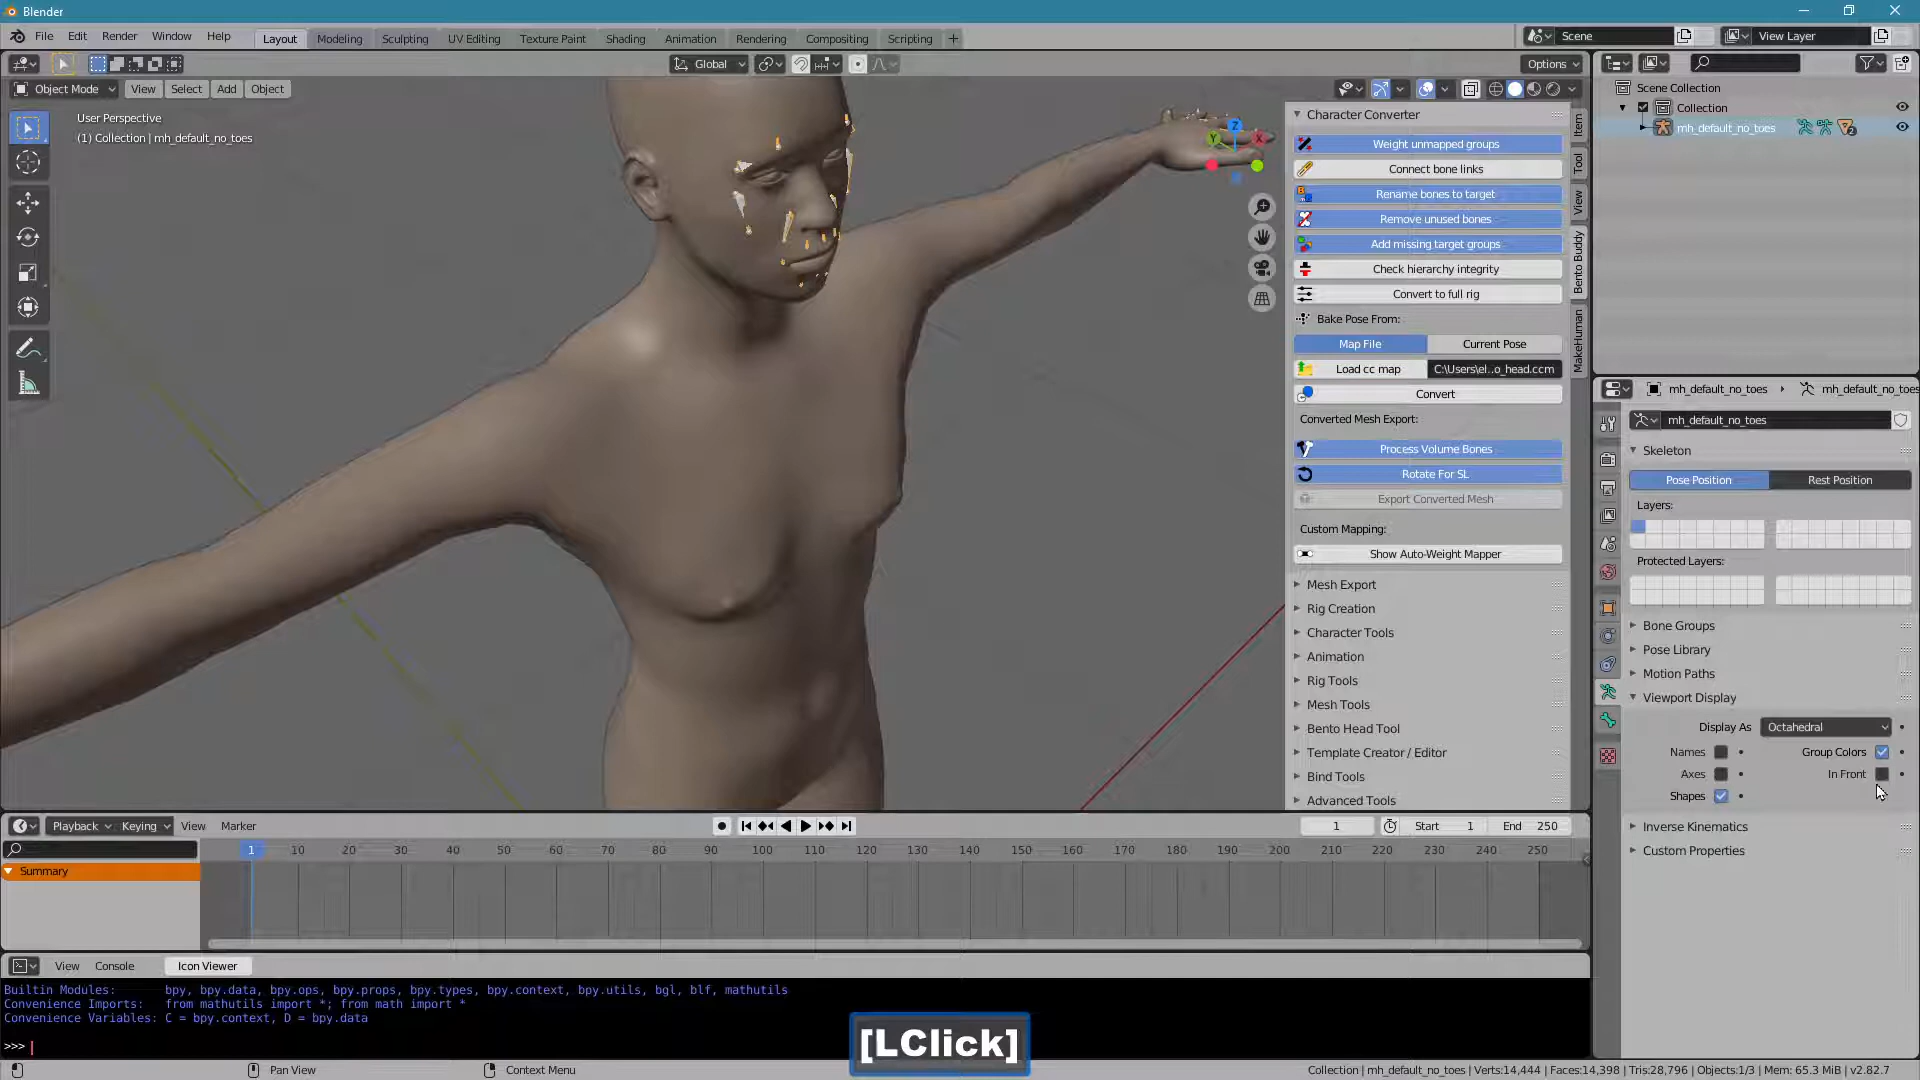 Blender
File Edit Render Window Help Layout Modeling Sculpting UV Editing Texture Paint Shading Animation Rendering Compositing Scripting + Scene View Layer
Global Options
Object Mode View Select Add Object
User Perspective
(1) Collection | mh_default_no_toes
Z
Y
X
Character Converter
Weight unmapped groups
Connect bone links
Rename bones to target
Remove unused bones
Add missing target groups
Check hierarchy integrity
Convert to full rig
Bake Pose From:
Map File Current Pose
Load cc map C:\Users\el..o_head.ccm
Convert
Converted Mesh Export:
Process Volume Bones
Rotate For SL
Export Converted Mesh
Custom Mapping:
Show Auto-Weight Mapper
Mesh Export
Rig Creation
Character Tools
Animation
Rig Tools
Mesh Tools
Bento Head Tool
Template Creator / Editor
Bind Tools
Advanced Tools
Item
Tool
View
Bento Buddy
MakeHuman
Scene Collection
Collection
mh_default_no_toes 2
mh_default_no_toes mh_default_no_toes
mh_default_no_toes
Skeleton
Pose Position Rest Position
Layers:
Protected Layers:
Bone Groups
Pose Library
Motion Paths
Viewport Display
Display As Octahedral
Names Group Colors
Axes In Front
Shapes
Inverse Kinematics
Custom Properties
Playback Keying View Marker 1 Start 1 End 250
1 10 20 30 40 50 60 70 80 90 100 110 120 130 140 150 160 170 180 190 200 210 220 230 240 250
Summary
View Console Icon Viewer
Builtin Modules: bpy, bpy.data, bpy.ops, bpy.props, bpy.types, bpy.context, bpy.utils, bgl, blf, mathutils
Convenience Imports: from mathutils import *; from math import *
Convenience Variables: C = bpy.context, D = bpy.data
>>>
[LClick]
Pan View Context Menu Collection | mh_default_no_toes | Verts:14,444 | Faces:14,398 | Tris:28,796 | Objects:1/3 | Mem: 65.3 MiB | v2.82.7